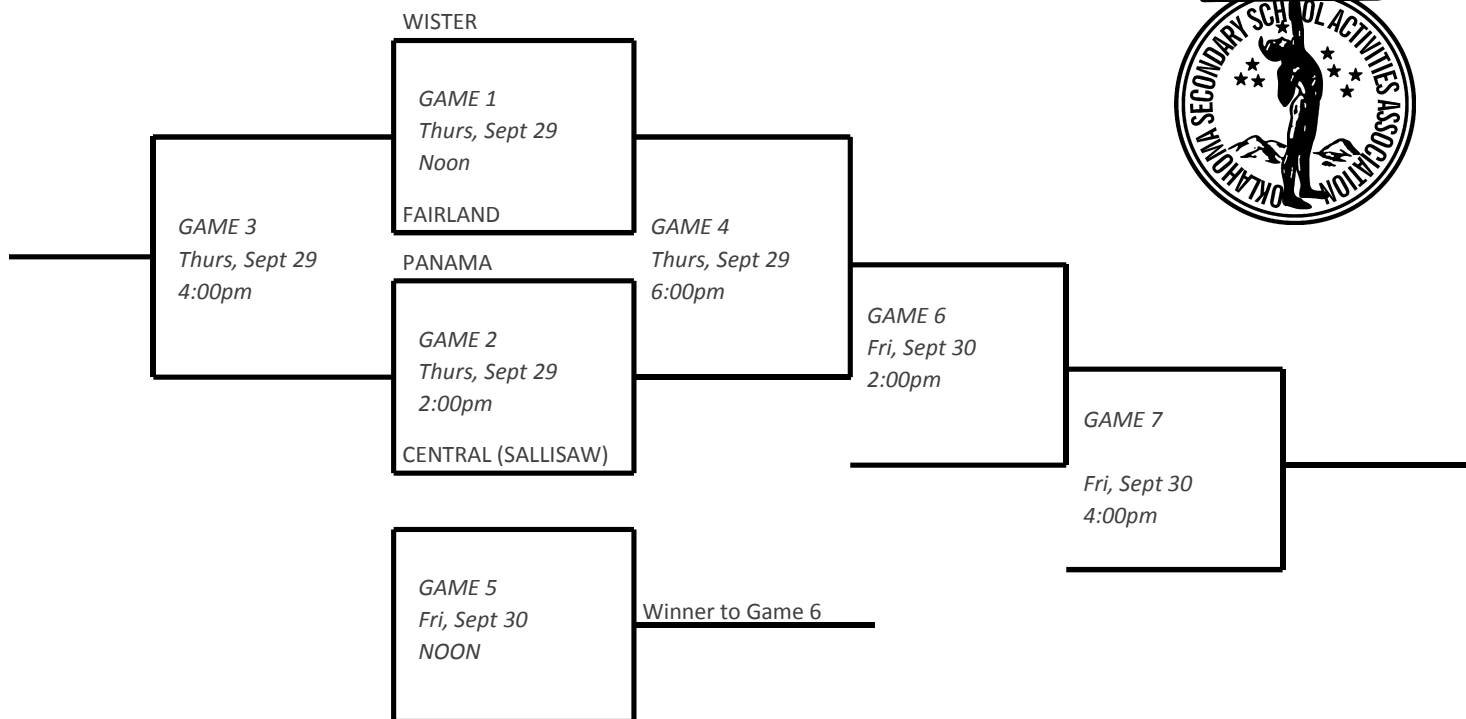 WISTER
GAME 1
Thurs, Sept 29
Noon
FAIRLAND
GAME 3
Thurs, Sept 29
4:00pm
GAME 4
Thurs, Sept 29
6:00pm
PANAMA
GAME 2
Thurs, Sept 29
2:00pm
CENTRAL (SALLISAW)
GAME 6
Fri, Sept 30
2:00pm
GAME 7
Fri, Sept 30
4:00pm
GAME 5
Fri, Sept 30
NOON
Winner to Game 6
OKLAHOMA SECONDARY SCHOOL ACTIVITIES ASSOCIATION